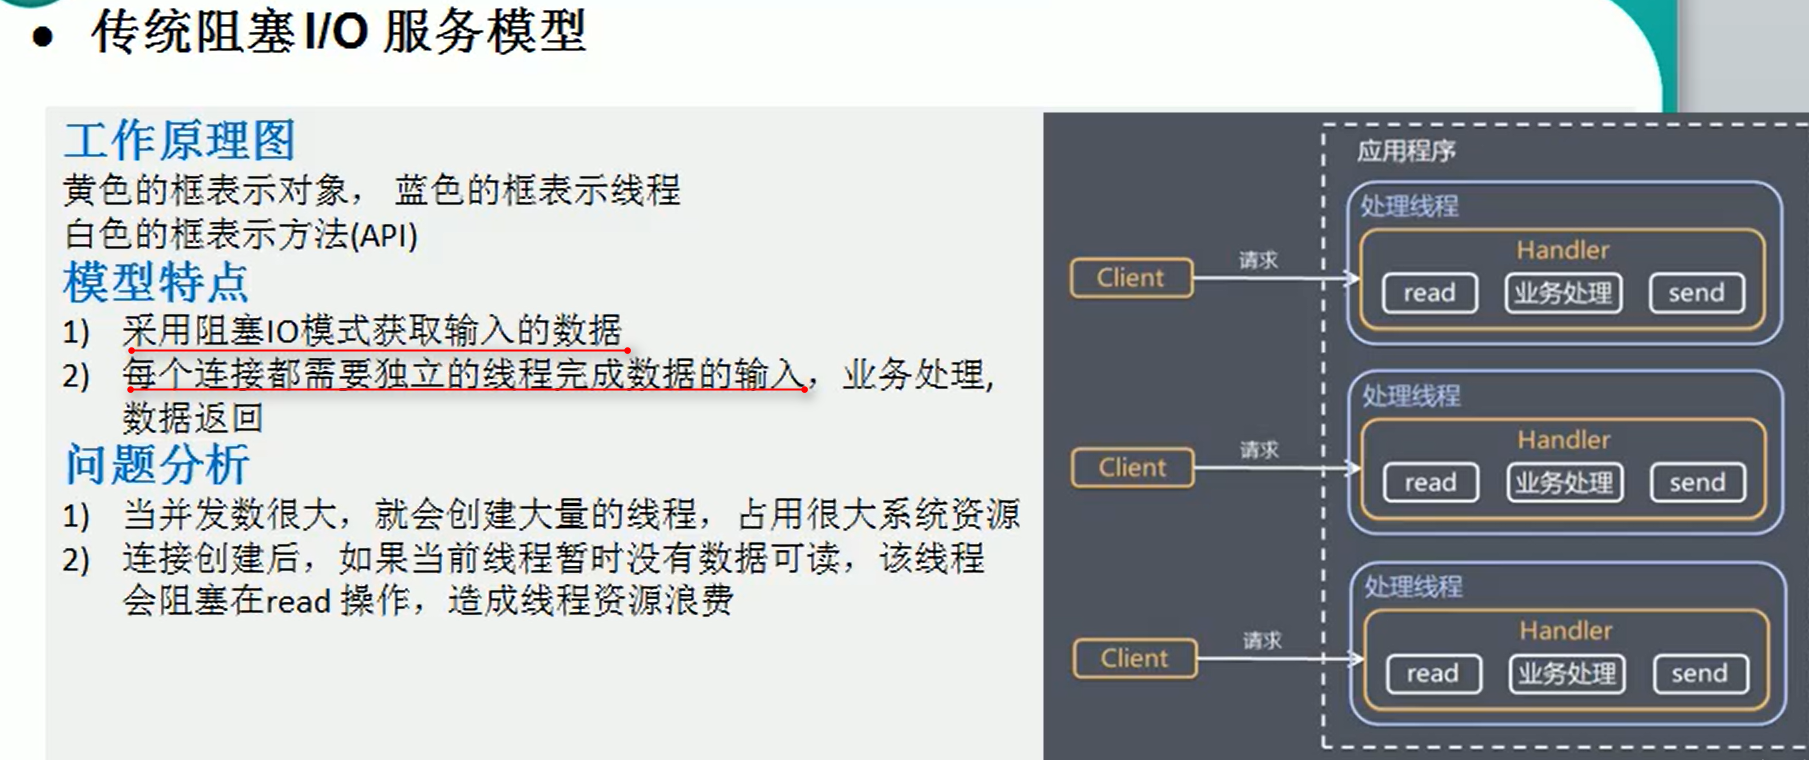 ● 传统阻塞 I/O 服务模型
工作原理图
黄色的框表示对象， 蓝色的框表示线程
白色的框表示方法(API)
模型特点
1) 采用阻塞IO模式获取输入的数据
2) 每个连接都需要独立的线程完成数据的输入，业务处理,
数据返回
问题分析
1) 当并发数很大，就会创建大量的线程，占用很大系统资源
2) 连接创建后，如果当前线程暂时没有数据可读，该线程
会阻塞在read 操作，造成线程资源浪费
应用程序
处理线程
Handler
Client 请求 read 业务处理 send
处理线程
Handler
Client 请求 read 业务处理 send
处理线程
Handler
Client 请求 read 业务处理 send